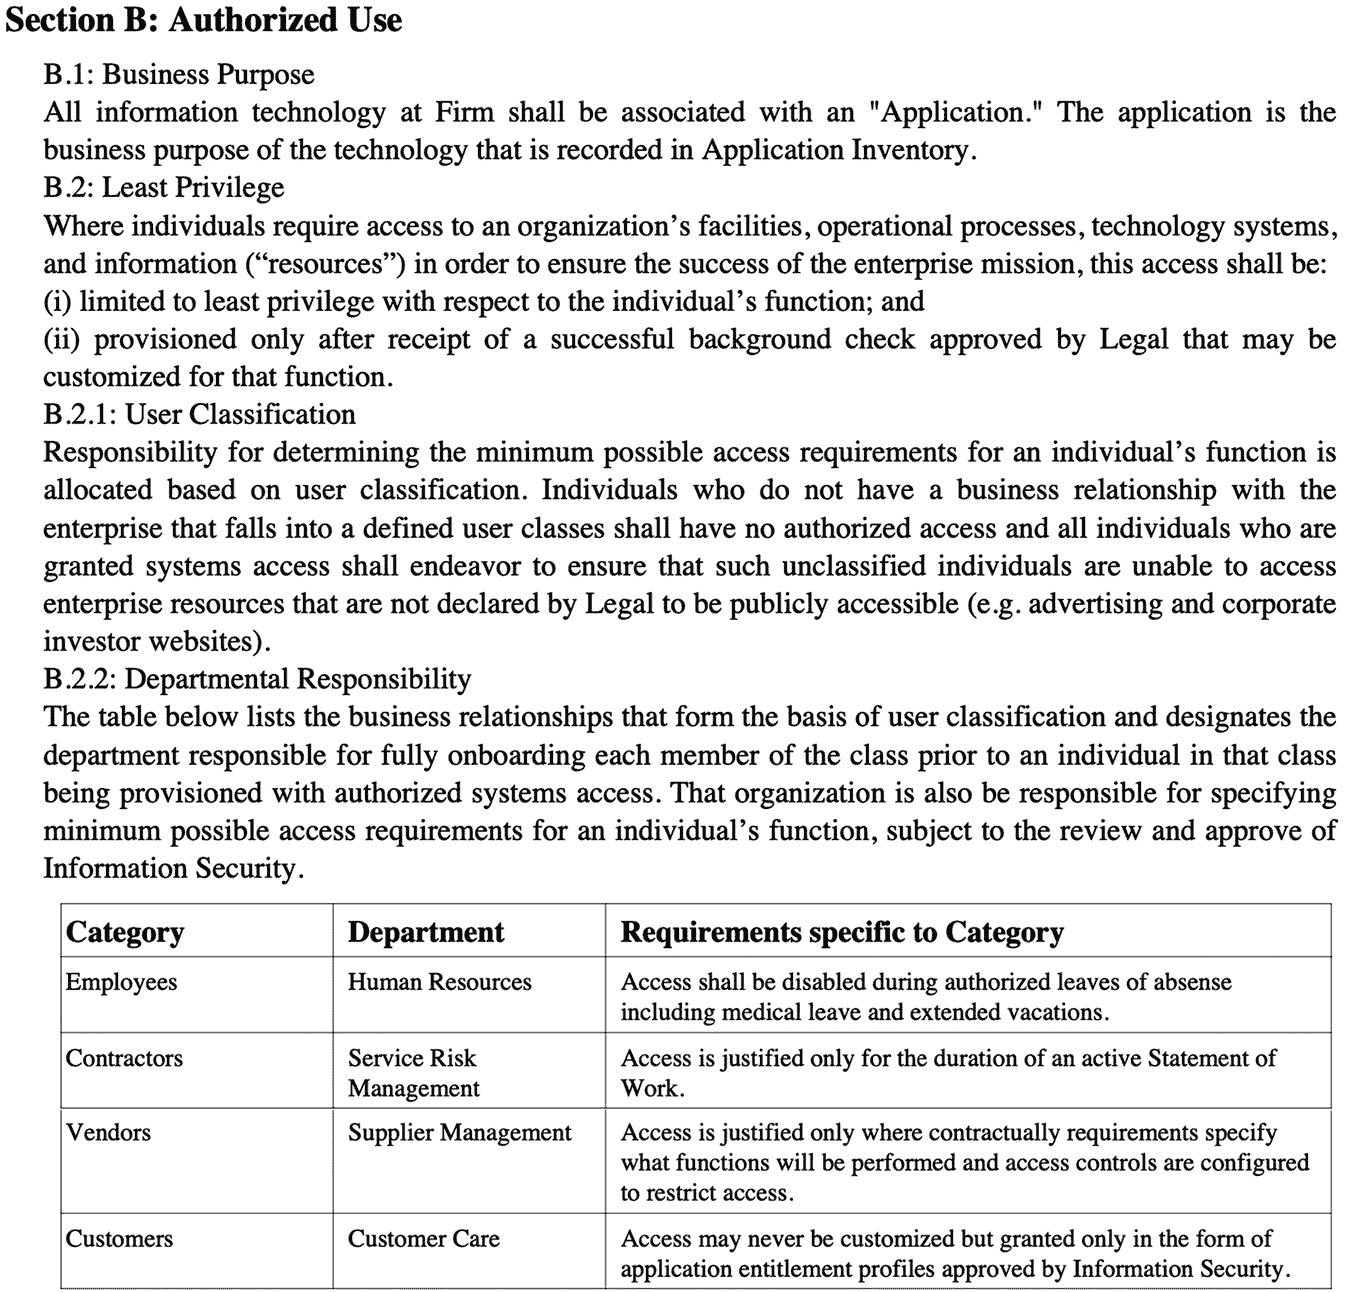 Section B: Authorized Use
B.1: Business Purpose
All information technology at Firm shall be associated with an "Application." The application is the
business purpose of the technology that is recorded in Application Inventory.
B.2: Least Privilege
Where individuals require access to an organization’s facilities, operational processes, technology systems,
and information (“resources”) in order to ensure the success of the enterprise mission, this access shall be:
(i) limited to least privilege with respect to the individual’s function; and
(ii) provisioned only after receipt of a successful background check approved by Legal that may be
customized for that function.
B.2.1: User Classification
Responsibility for determining the minimum possible access requirements for an individual’s function is
allocated based on user classification. Individuals who do not have a business relationship with the
enterprise that falls into a defined user classes shall have no authorized access and all individuals who are
granted systems access shall endeavor to ensure that such unclassified individuals are unable to access
enterprise resources that are not declared by Legal to be publicly accessible (e.g. advertising and corporate
investor websites).
B.2.2: Departmental Responsibility
The table below lists the business relationships that form the basis of user classification and designates the
department responsible for fully onboarding each member of the class prior to an individual in that class
being provisioned with authorized systems access. That organization is also be responsible for specifying
minimum possible access requirements for an individual’s function, subject to the review and approve of
Information Security.
Category Department Requirements specific to Category
Employees Human Resources Access shall be disabled during authorized leaves of absense
including medical leave and extended vacations.
Contractors Service Risk Access is justified only for the duration of an active Statement of
Management Work.
Vendors Supplier Management Access is justified only where contractually requirements specify
what functions will be performed and access controls are configured
to restrict access.
Customers Customer Care Access may never be customized but granted only in the form of
application entitlement profiles approved by Information Security.